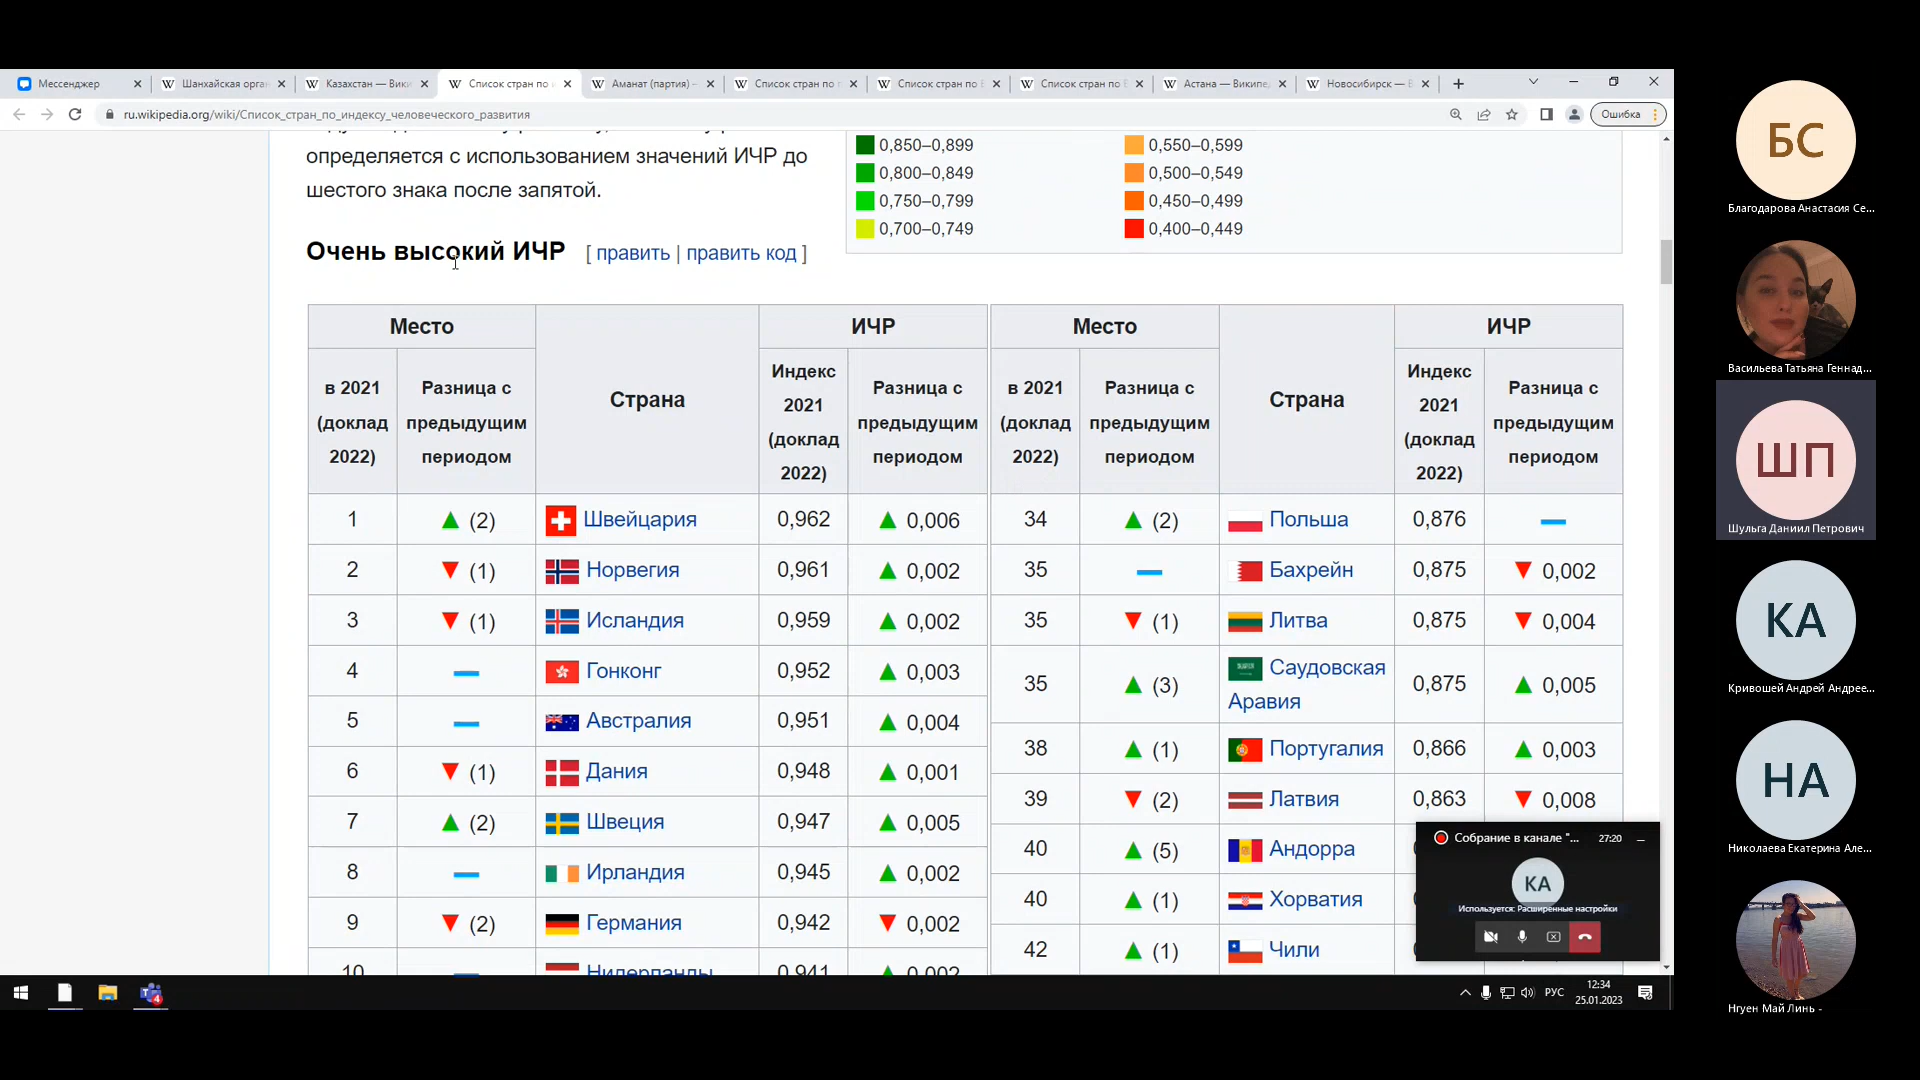 Мессенджер
Шанхайская орган
Казахстан — Вики
Список стран по и
Аманат (партия) –
Список стран по
Список стран по
Список стран по
Астана — Википе
Новосибирск —
ru.wikipedia.org/wiki/Список_стран_по_индексу_человеческого_развития
Ошибка
определяется с использованием значений ИЧР до
шестого знака после запятой.
0,850–0,899 0,550–0,599
0,800–0,849 0,500–0,549
0,750–0,799 0,450–0,499
0,700–0,749 0,400–0,449
Очень высокий ИЧР [ править | править код ]
Место Страна ИЧР Место Страна ИЧР
в 2021 (доклад 2022) Разница с предыдущим периодом Индекс 2021 (доклад 2022) Разница с предыдущим периодом в 2021 (доклад 2022) Разница с предыдущим периодом Индекс 2021 (доклад 2022) Разница с предыдущим периодом
1 ▲ (2) Швейцария 0,962 ▲ 0,006 34 ▲ (2) Польша 0,876
2 ▼ (1) Норвегия 0,961 ▲ 0,002 35 Бахрейн 0,875 ▼ 0,002
3 ▼ (1) Исландия 0,959 ▲ 0,002 35 ▼ (1) Литва 0,875 ▼ 0,004
4 Гонконг 0,952 ▲ 0,003 35 ▲ (3) Саудовская Аравия 0,875 ▲ 0,005
5 Австралия 0,951 ▲ 0,004 38 ▲ (1) Португалия 0,866 ▲ 0,003
6 ▼ (1) Дания 0,948 ▲ 0,001 39 ▼ (2) Латвия 0,863 ▼ 0,008
7 ▲ (2) Швеция 0,947 ▲ 0,005 40 ▲ (5) Андорра
8 Ирландия 0,945 ▲ 0,002 40 ▲ (1) Хорватия
9 ▼ (2) Германия 0,942 ▼ 0,002 42 ▲ (1) Чили
10 Нидерланды 0,941 ▲ 0,002
Собрание в канале "... 27:20
КА
Используется: Расширенные настройки
РУС
12:34
25.01.2023
БС
Благодарова Анастасия Се...
Васильева Татьяна Геннад...
ШП
Шульга Даниил Петрович
КА
Кривошей Андрей Андрее...
НА
Николаева Екатерина Але...
Нгуен Май Линь -